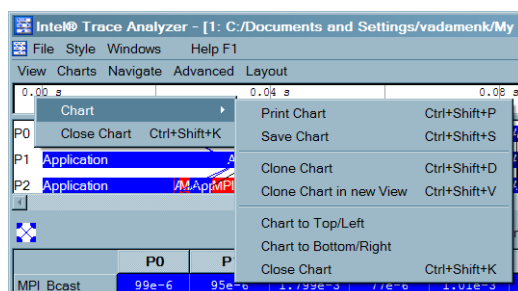 Intel® Trace Analyzer - [1: C:/Documents and Settings/vadamenk/My
File Style Windows Help F1
View Charts Navigate Advanced Layout
0.00 s 0.04 s 0.08 s
Chart
Close Chart Ctrl+Shift+K
Print Chart Ctrl+Shift+P
Save Chart Ctrl+Shift+S
Clone Chart Ctrl+Shift+D
Clone Chart in new View Ctrl+Shift+V
Chart to Top/Left
Chart to Bottom/Right
Close Chart Ctrl+Shift+K
P0
P1 Application A
P2 Application
P0 P
MPI_Bcast 99e-6 95e-6 1.799e-3 77e-6 1.01e-3